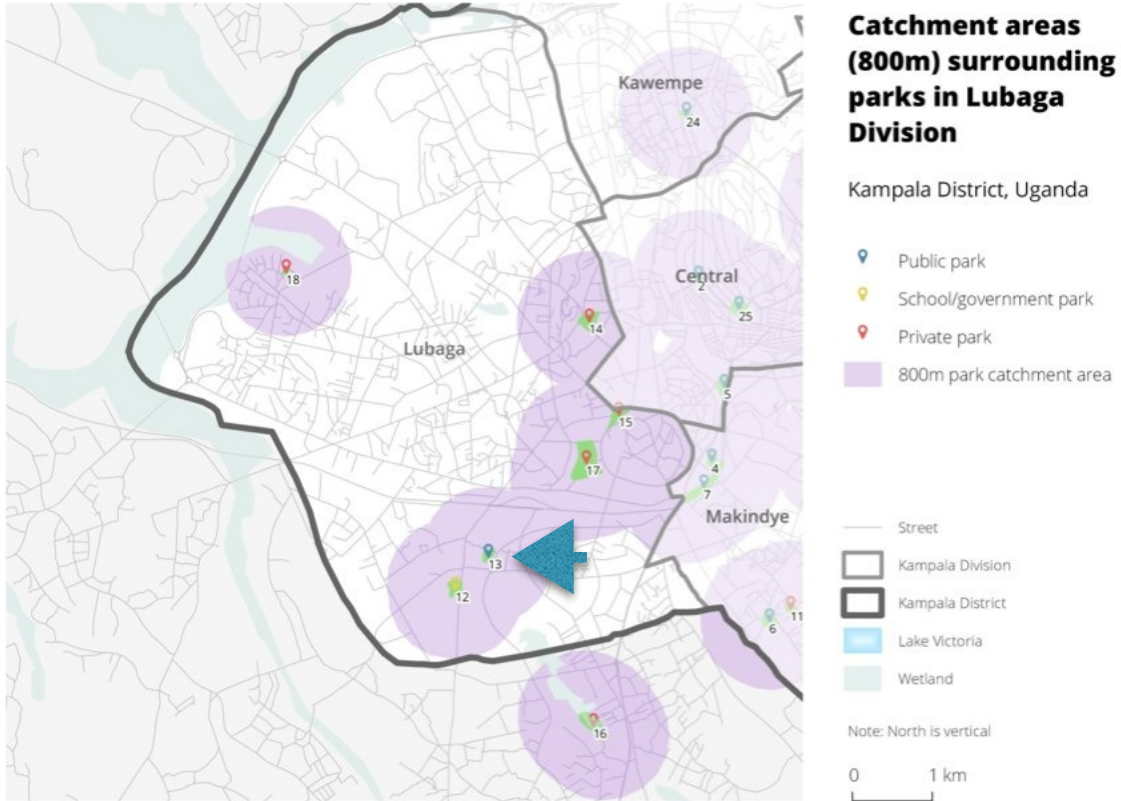 Catchment areas
(800m) surrounding
parks in Lubaga
Division
Kampala District, Uganda
Public park
School/government park
Private park
800m park catchment area
Street
Kampala Division
Kampala District
Lake Victoria
Wetland
Note: North is vertical
0 1 km
Kawempe
24
Central
2
25
18
14
Lubaga
5
15
17
4
7
Makindye
13
12
11
6
16